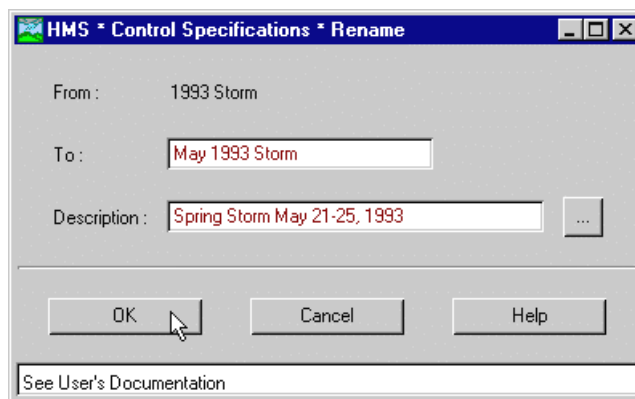 HMS * Control Specifications * Rename
From : 1993 Storm
To : May 1993 Storm
Description : Spring Storm May 21-25, 1993 ...
OK Cancel Help
See User's Documentation